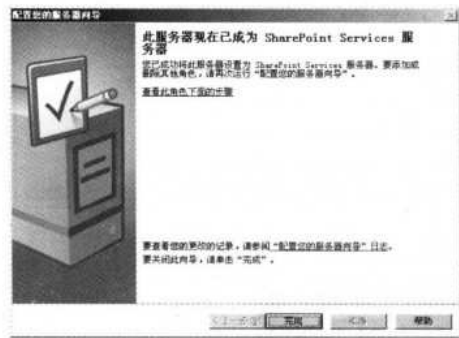 配置您的服务器向导
此服务器现在已成为 SharePoint Services 服
务器
您已成功将此服务器设置为 SharePoint Services 服务器。要添加或
删除其他角色，请再次运行“配置您的服务器向导”。
查看此角色下面的步骤
要查看您的更改的记录，请参阅“配置您的服务器向导”日志。
要关闭此向导，请单击“完成”。
完成
取消
帮助